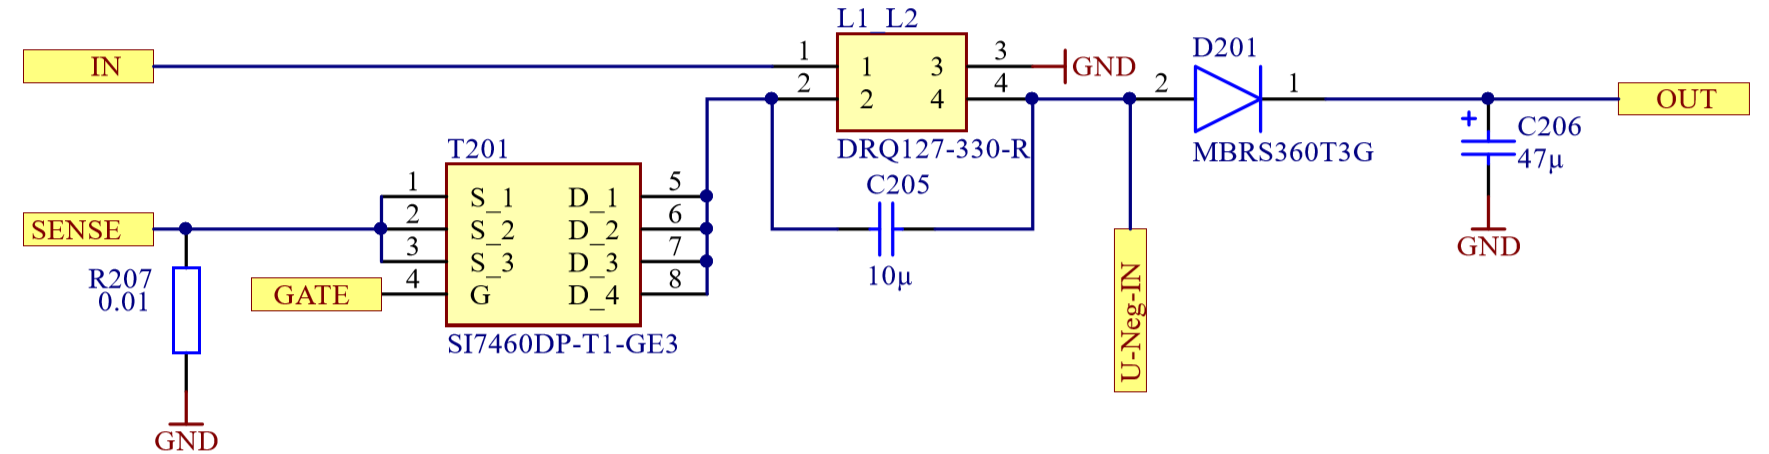 L1_L2
IN
1
1
3
3
GND
2
2
4
4
DRQ127-330-R
D201
2
1
MBRS360T3G
OUT
+
C206
47µ
GND
T201
C205
10µ
1
S_1
D_1
5
2
S_2
D_2
6
3
S_3
D_3
7
4
G
D_4
8
SI7460DP-T1-GE3
SENSE
R207
0.01
GATE
GND
U-Neg-IN